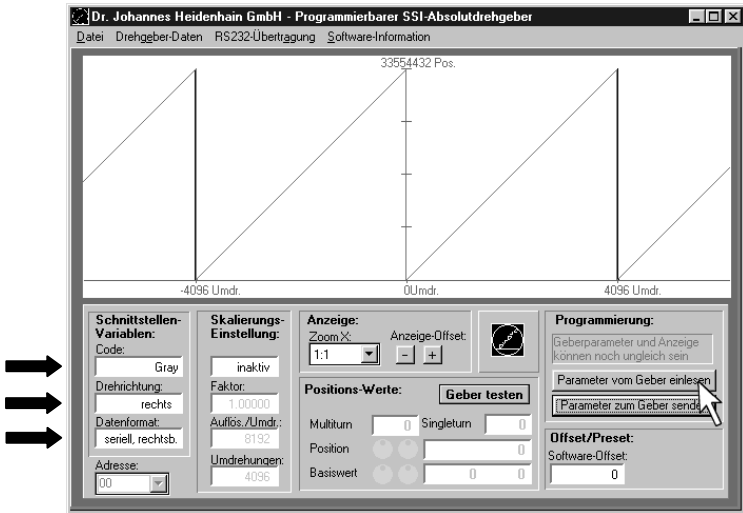 Dr. Johannes Heidenhain GmbH - Programmierbarer SSI-Absolutdrehgeber
Datei Drehgeber-Daten RS232-Übertragung Software-Information
33554432 Pos.
-4096 Umdr. 0Umdr. 4096 Umdr.
Schnittstellen-
Variablen:
Code:
Gray
Drehrichtung:
rechts
Datenformat:
seriell, rechtsb.
Adresse:
00
Skalierungs-
Einstellung:
inaktiv
Faktor:
1.00000
Auflös./Umdr.:
8192
Umdrehungen:
4096
Anzeige:
Zoom X: Anzeige-Offset:
1:1 - +
Positions-Werte: Geber testen
Multiturn 0 Singleturn 0
Position 0
Basiswert 0 0
Programmierung:
Geberparameter und Anzeige
können noch ungleich sein
Parameter vom Geber einlesen
Parameter zum Geber sende
Offset/Preset:
Software-Offset:
0